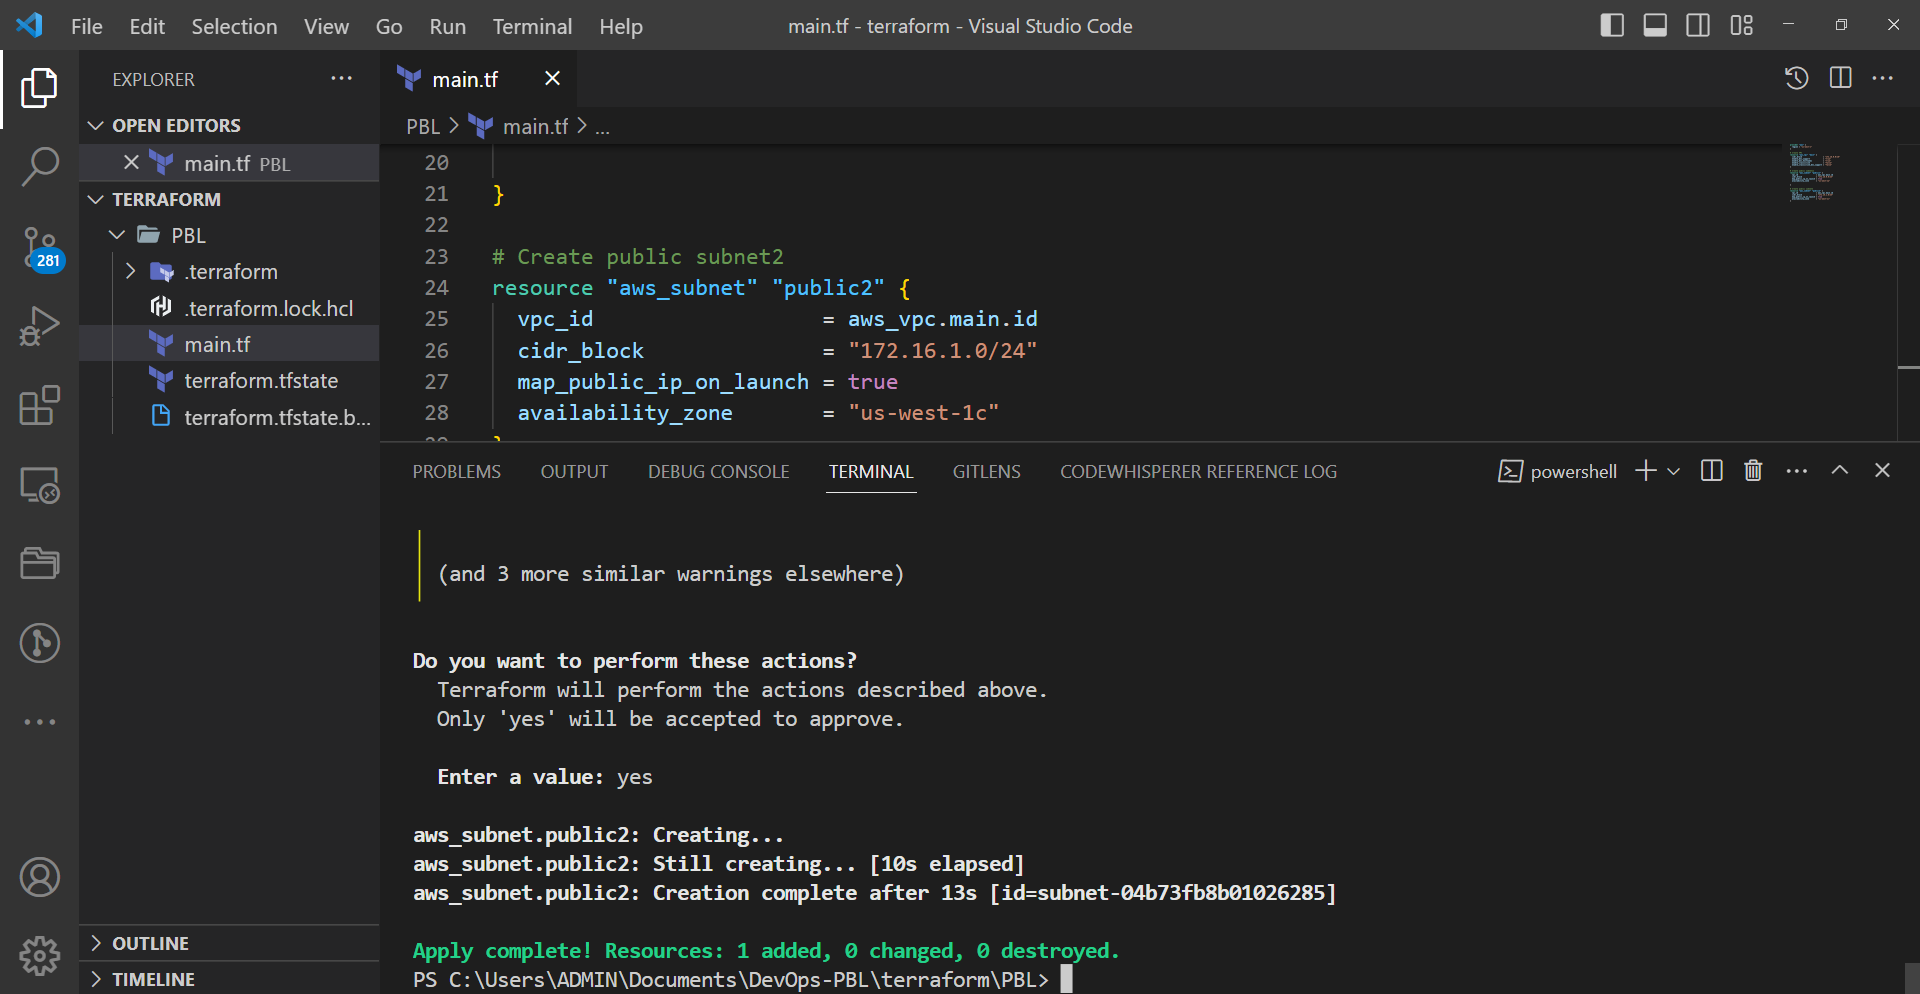 File Edit Selection View Go Run Terminal Help
main.tf - terraform - Visual Studio Code
EXPLORER
OPEN EDITORS
main.tf PBL
TERRAFORM
PBL
.terraform
.terraform.lock.hcl
main.tf
terraform.tfstate
terraform.tfstate.b...
281
OUTLINE
TIMELINE
main.tf
PBL > main.tf > ...
20
21 }
22
23 # Create public subnet2
24 resource "aws_subnet" "public2" {
25 vpc_id = aws_vpc.main.id
26 cidr_block = "172.16.1.0/24"
27 map_public_ip_on_launch = true
28 availability_zone = "us-west-1c"
29 }
PROBLEMS OUTPUT DEBUG CONSOLE TERMINAL GITLENS CODEWHISPERER REFERENCE LOG
powershell
(and 3 more similar warnings elsewhere)
Do you want to perform these actions?
Terraform will perform the actions described above.
Only 'yes' will be accepted to approve.
Enter a value: yes
aws_subnet.public2: Creating...
aws_subnet.public2: Still creating... [10s elapsed]
aws_subnet.public2: Creation complete after 13s [id=subnet-04b73fb8b01026285]
Apply complete! Resources: 1 added, 0 changed, 0 destroyed.
PS C:\Users\ADMIN\Documents\DevOps-PBL\terraform\PBL>